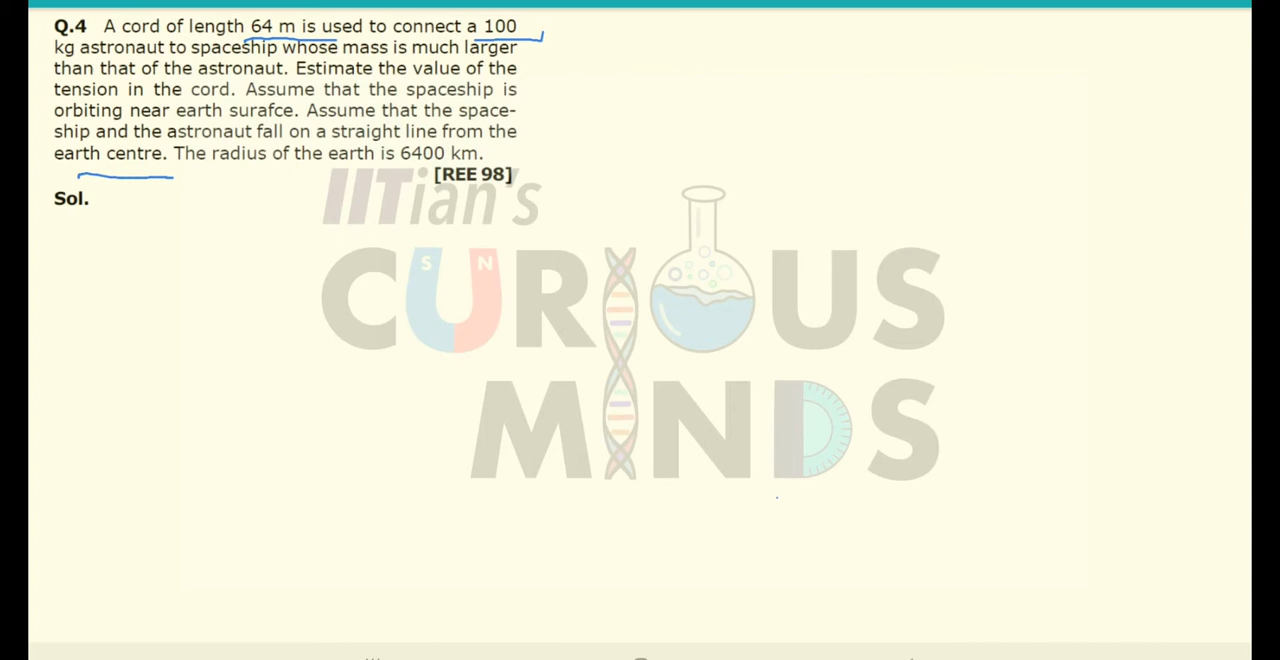 Q.4 A cord of length 64 m is used to connect a 100
kg astronaut to spaceship whose mass is much larger
than that of the astronaut. Estimate the value of the
tension in the cord. Assume that the spaceship is
orbiting near earth surafce. Assume that the space-
ship and the astronaut fall on a straight line from the
earth centre. The radius of the earth is 6400 km.
[REE 98]
Sol.
IITian's
CURIOUS
S N
MINDS